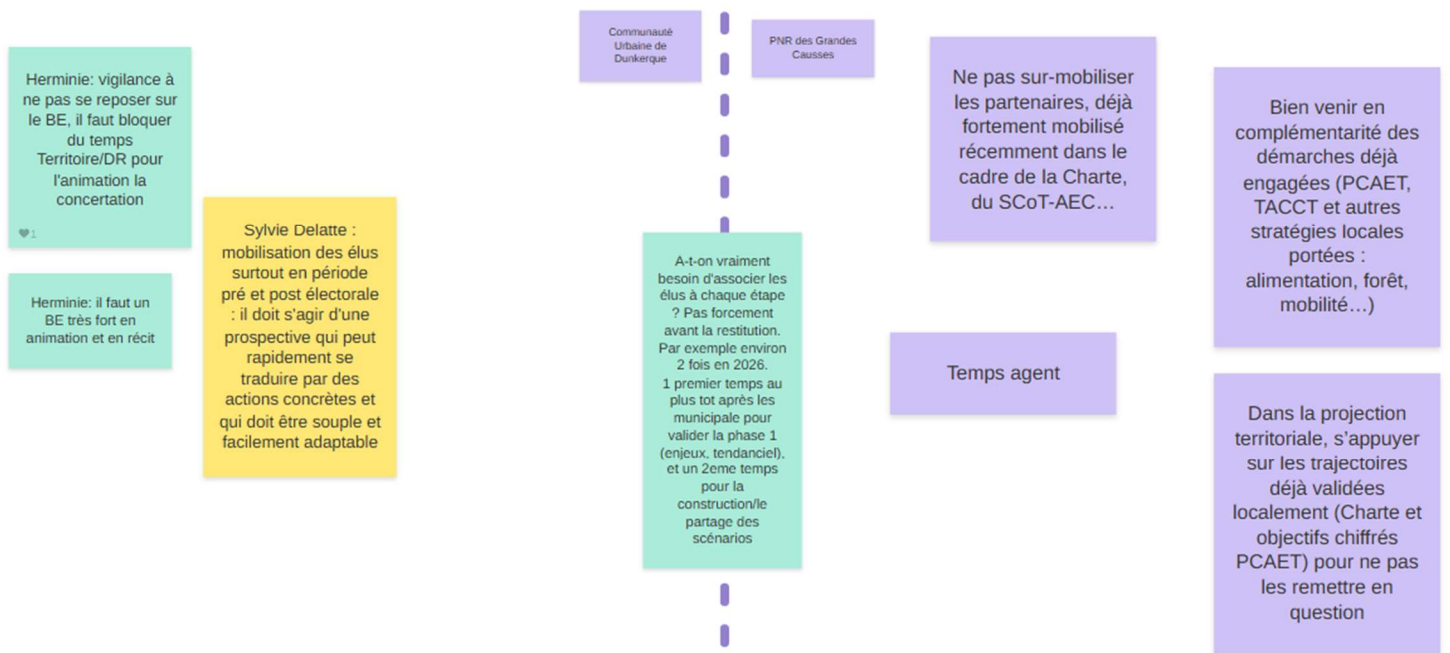 Communauté
Urbaine de
Dunkerque
PNR des Grandes
Causses
Herminie: vigilance à
ne pas se reposer sur
le BE, il faut bloquer
du temps
Territoire/DR pour
l'animation la
concertation
1
Herminie: il faut un
BE très fort en
animation et en récit
Sylvie Delatte :
mobilisation des élus
surtout en période
pré et post électorale
: il doit s'agir d'une
prospective qui peut
rapidement se
traduire par des
actions concrètes et
qui doit être souple et
facilement adaptable
A-t-on vraiment
besoin d'associer les
élus à chaque étape
? Pas forcement
avant la restitution.
Par exemple environ
2 fois en 2026.
1 premier temps au
plus tot après les
municipale pour
valider la phase 1
(enjeux, tendanciel),
et un 2eme temps
pour la
construction/le
partage des
scénarios
Ne pas sur-mobiliser
les partenaires, déjà
fortement mobilisé
récemment dans le
cadre de la Charte,
du SCoT-AEC…
Temps agent
Bien venir en
complémentarité des
démarches déjà
engagées (PCAET,
TACCT et autres
stratégies locales
portées :
alimentation, forêt,
mobilité…)
Dans la projection
territoriale, s’appuyer
sur les trajectoires
déjà validées
localement (Charte et
objectifs chiffrés
PCAET) pour ne pas
les remettre en
question